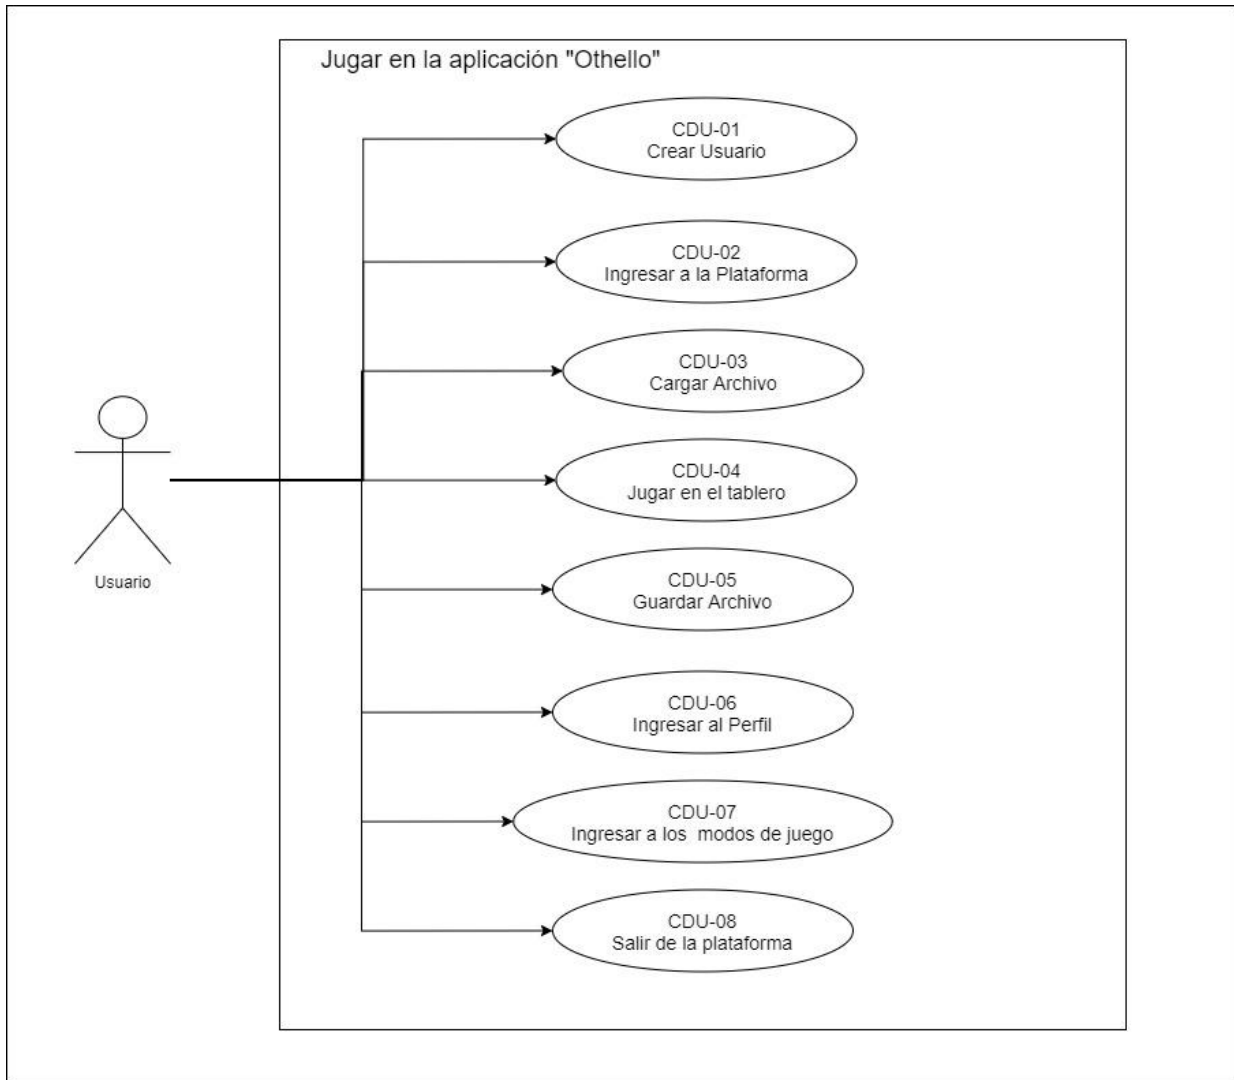 Jugar en la aplicación "Othello"
CDU-01
Crear Usuario
CDU-02
Ingresar a la Plataforma
CDU-03
Cargar Archivo
CDU-04
Jugar en el tablero
Usuario
CDU-05
Guardar Archivo
CDU-06
Ingresar al Perfil
CDU-07
Ingresar a los  modos de juego
CDU-08
Salir de la plataforma